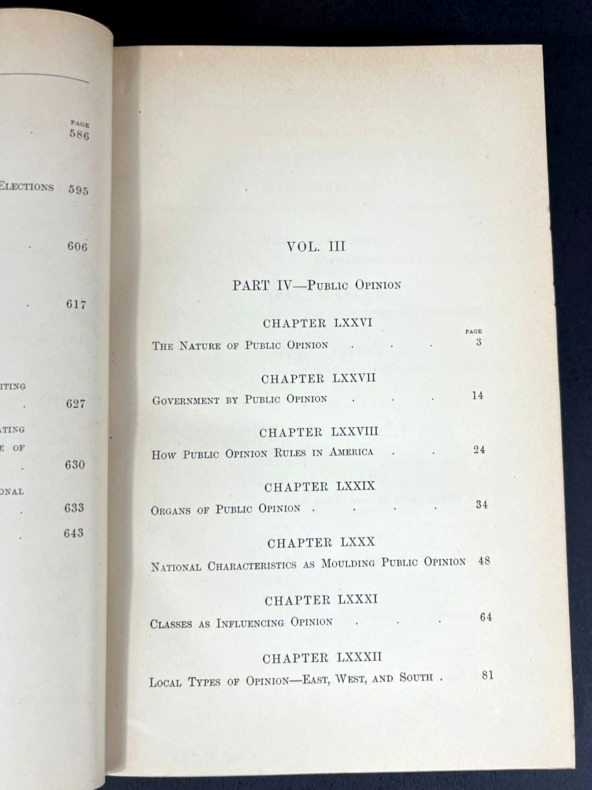 PAGE
586
ELECTIONS 595
606
617
ITING
627
ATING
E OF
630
ONAL
633
643
VOL. III
PART IV—PUBLIC OPINION
CHAPTER LXXVI
PAGE
THE NATURE OF PUBLIC OPINION . . . 3
CHAPTER LXXVII
GOVERNMENT BY PUBLIC OPINION . . . 14
CHAPTER LXXVIII
HOW PUBLIC OPINION RULES IN AMERICA . . 24
CHAPTER LXXIX
ORGANS OF PUBLIC OPINION . . . . 34
CHAPTER LXXX
NATIONAL CHARACTERISTICS AS MOULDING PUBLIC OPINION 48
CHAPTER LXXXI
CLASSES AS INFLUENCING OPINION . . . 64
CHAPTER LXXXII
LOCAL TYPES OF OPINION—EAST, WEST, AND SOUTH . 81